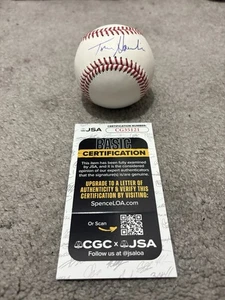 JSA
CERTIFICATION NUMBER
BASIC
CERTIFICATION
This item has been fully examined
by JSA, and it is the considered
opinion of our expert authenticators
that the signature(s) is/are genuine.
UPGRADE TO A LETTER OF
AUTHENTICITY & VERIFY THIS
CERTIFICATION BY VISITING:
SpenceLOA.com
Or Scan
CGC x JSA
Follow us at @jsaloa